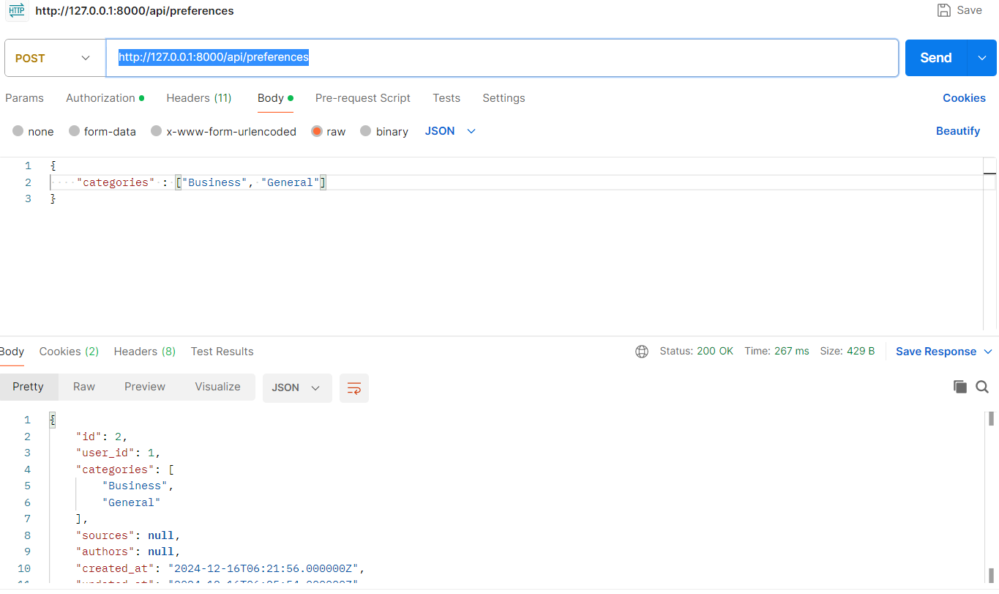 HTTP http://127.0.0.1:8000/api/preferences Save
POST http://127.0.0.1:8000/api/preferences Send
Params Authorization Headers (11) Body Pre-request Script Tests Settings Cookies
none form-data x-www-form-urlencoded raw binary JSON Beautify
1 {
2 "categories" : ["Business", "General"]
3 }
Body Cookies (2) Headers (8) Test Results Status: 200 OK Time: 267 ms Size: 429 B Save Response
Pretty Raw Preview Visualize JSON
1 {
2 "id": 2,
3 "user_id": 1,
4 "categories": [
5 "Business",
6 "General"
7 ],
8 "sources": null,
9 "authors": null,
10 "created_at": "2024-12-16T06:21:56.000000Z",